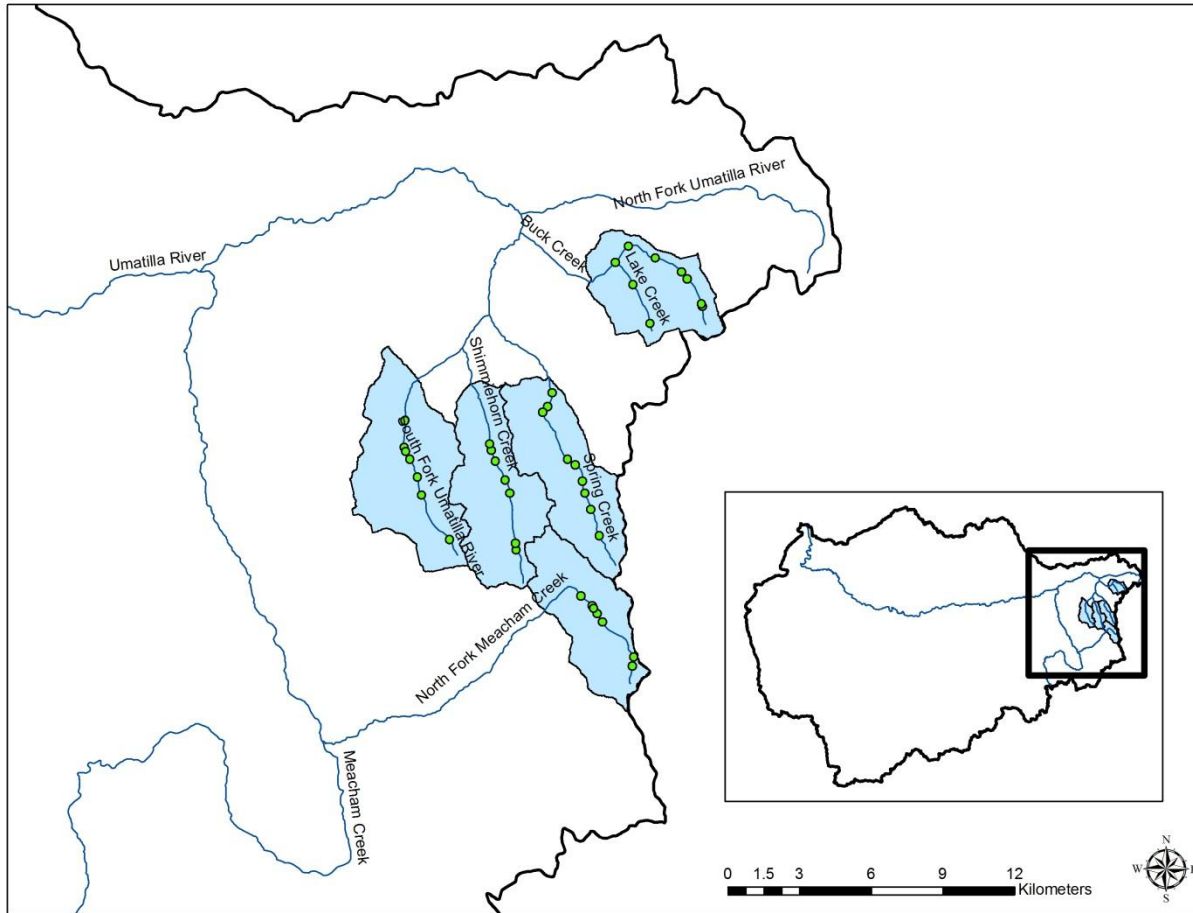 North Fork Umatilla River
Buck Creek
Umatilla River
Lake Creek
Shimmiehorn Creek
South Fork Umatilla River
Spring Creek
North Fork Meacham Creek
Meacham Creek
0 1.5 3 6 9 12
Kilometers
N
W E
S